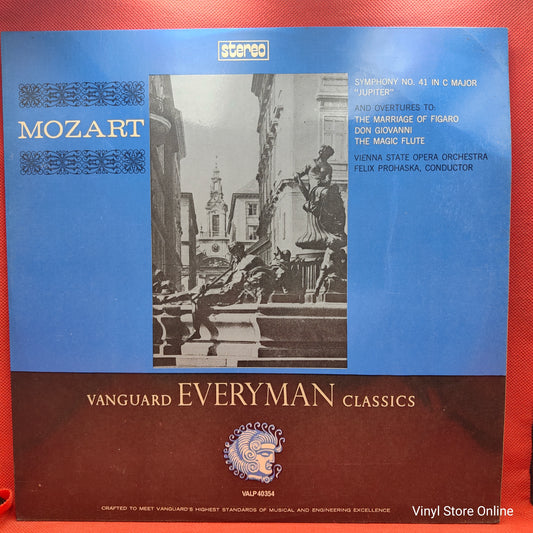 stereo
MOZART
SYMPHONY NO. 41 IN C MAJOR
"JUPITER"
AND OVERTURES TO:
THE MARRIAGE OF FIGARO
DON GIOVANNI
THE MAGIC FLUTE
VIENNA STATE OPERA ORCHESTRA
FELIX PROHASKA, CONDUCTOR
VANGUARD EVERYMAN CLASSICS
VALP 40354
CRAFTED TO MEET VANGUARD'S HIGHEST STANDARDS OF MUSICAL AND ENGINEERING EXCELLENCE
Vinyl Store Online